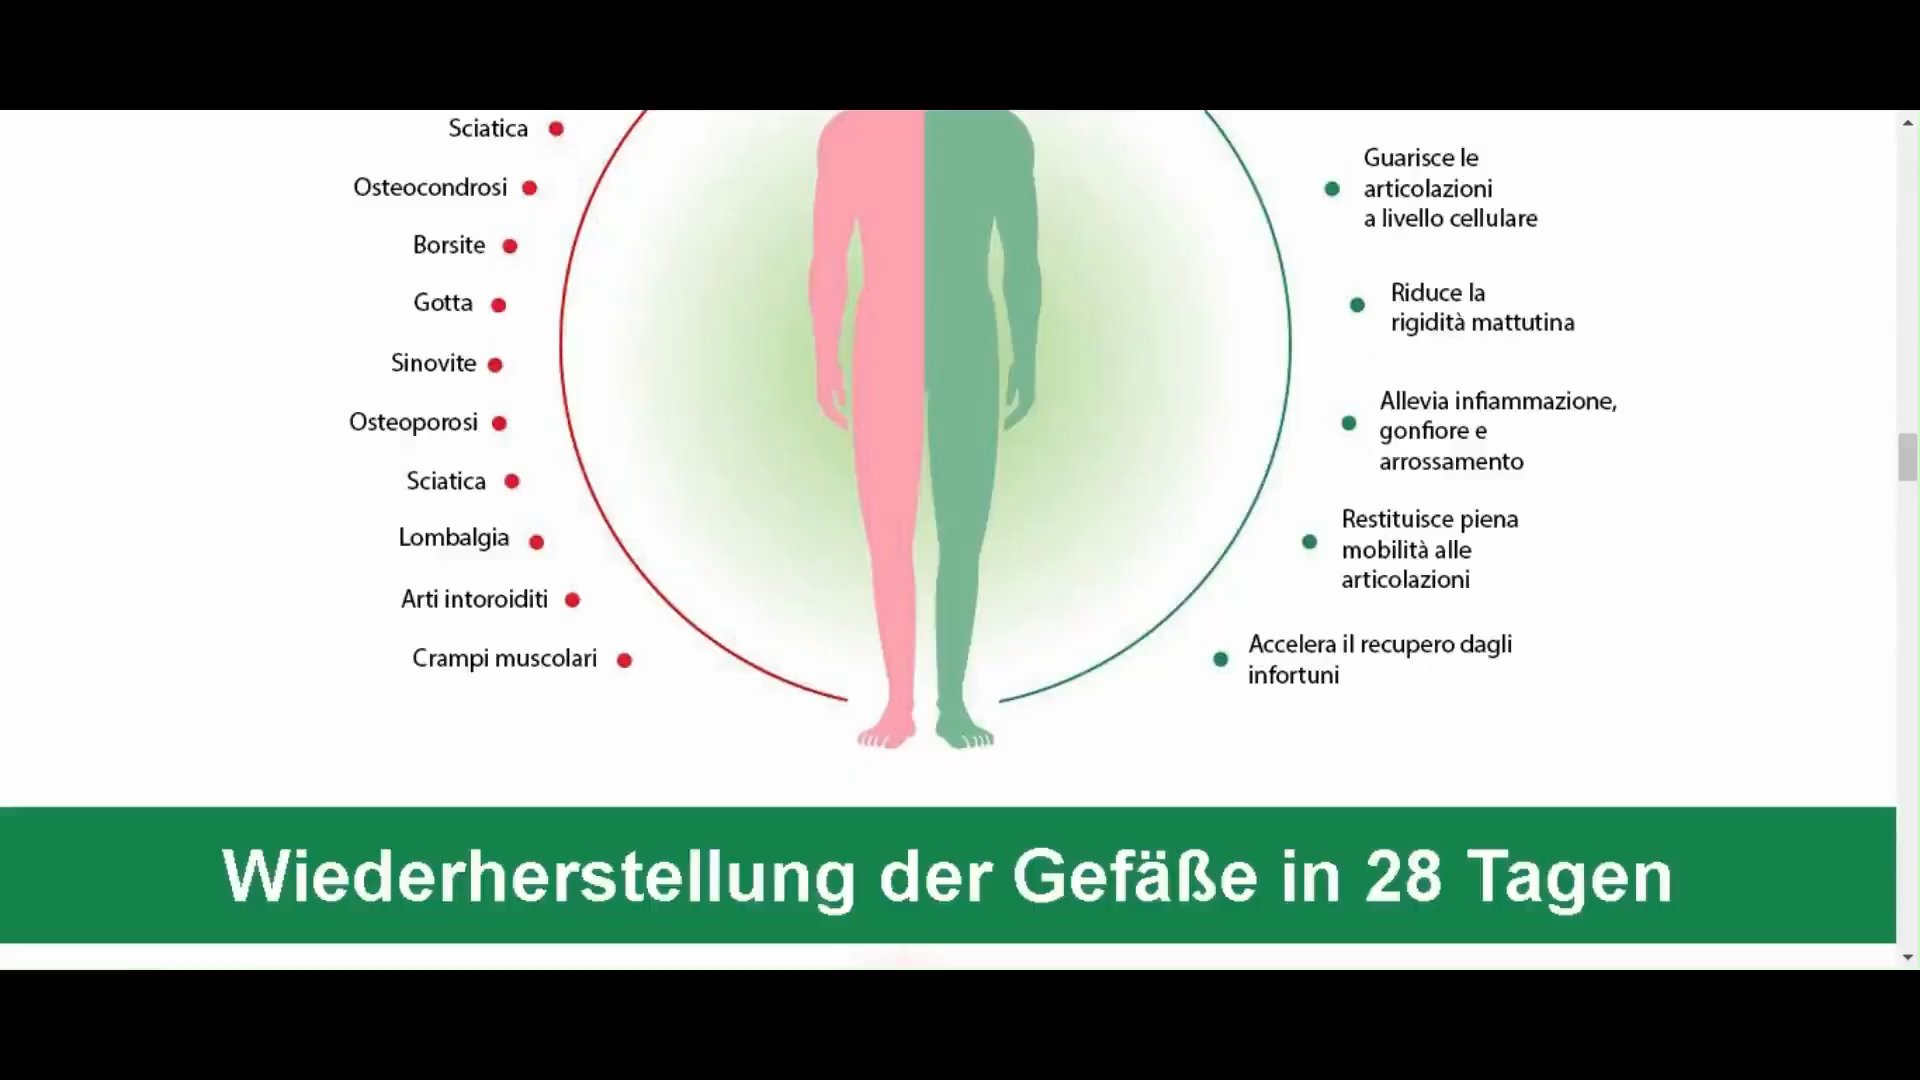 Sciatica
Osteocondrosi
Borsite
Gotta
Sinovite
Osteoporosi
Sciatica
Lombalgia
Arti intoroiditi
Crampi muscolari
Guarisce le
articolazioni
a livello cellulare
Riduce la
rigidità mattutina
Allevia infiammazione,
gonfiore e
arrossamento
Restituisce piena
mobilità alle
articolazioni
Accelera il recupero dagli
infortuni
Wiederherstellung der Gefäße in 28 Tagen